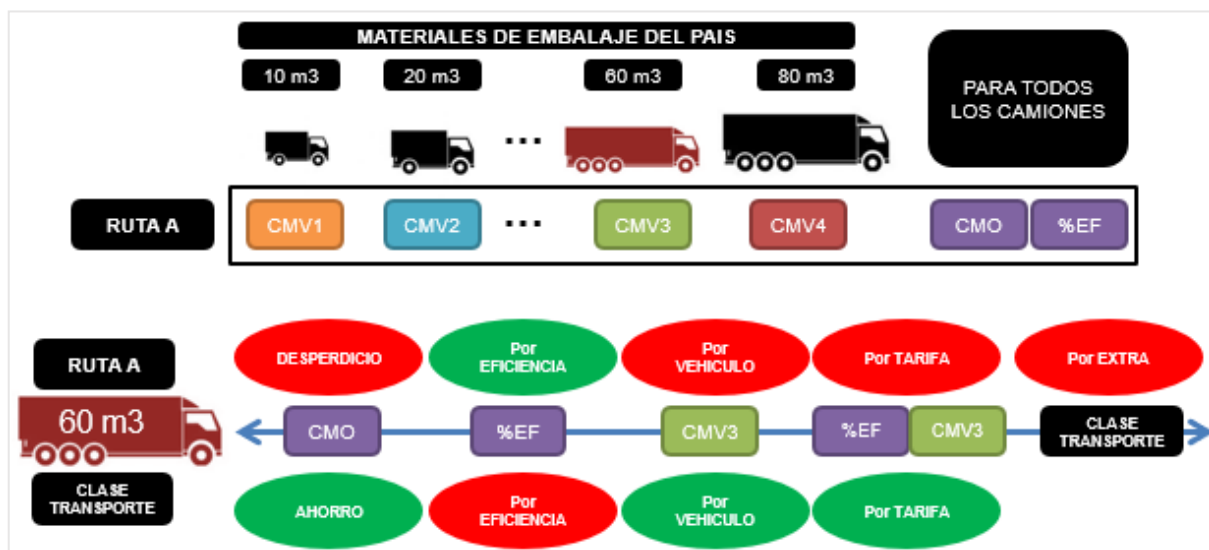 MATERIALES DE EMBALAJE DEL PAIS
10 m3
20 m3
60 m3
80 m3
PARA TODOS
LOS CAMIONES
...
RUTA A
CMV1
CMV2
...
CMV3
CMV4
CMO
%EF
RUTA A
DESPERDICIO
Por
EFICIENCIA
Por
VEHICULO
Por TARIFA
Por EXTRA
60 m3
CMO
%EF
CMV3
%EF
CMV3
CLASE
TRANSPORTE
CLASE
TRANSPORTE
AHORRO
Por
EFICIENCIA
Por
VEHICULO
Por TARIFA